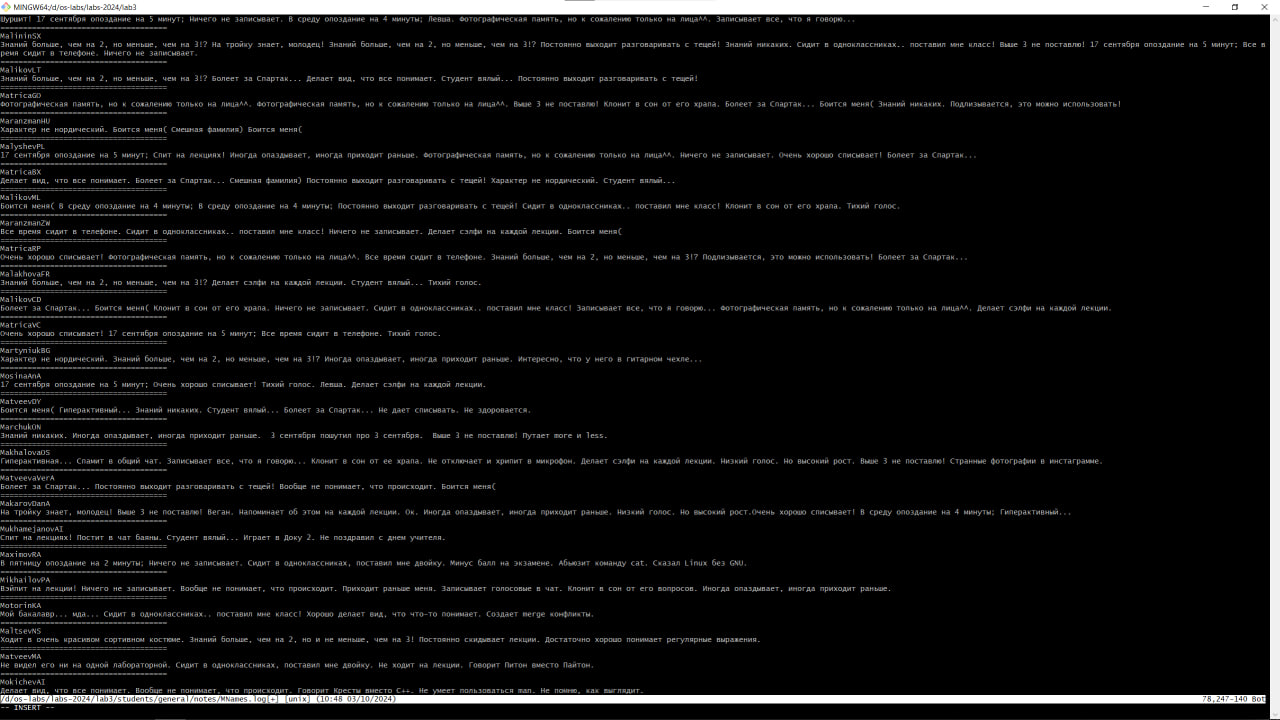 MINGW64:/d/os-labs/labs-2024/lab3
Шуршит! 17 сентября опоздание на 5 минут; Ничего не записывает. В среду опоздание на 4 минуты; Левша. Фотографическая память, но к сожалению только на лица^^. Записывает все, что я говорю...
=======================================
MalininSX
Знаний больше, чем на 2, но меньше, чем на 3!? На тройку знает, молодец! Знаний больше, чем на 2, но меньше, чем на 3!? Постоянно выходит разговаривать с тещей! Знаний никаких. Сидит в одноклассниках.. поставил мне класс! Выше 3 не поставлю! 17 сентября опоздание на 5 минут; Все в
ремя сидит в телефоне. Ничего не записывает.
=======================================
MalikovLT
Знаний больше, чем на 2, но меньше, чем на 3!? Болеет за Спартак... Делает вид, что все понимает. Студент вялый... Постоянно выходит разговаривать с тещей!
=======================================
MatricaGD
Фотографическая память, но к сожалению только на лица^^. Фотографическая память, но к сожалению только на лица^^. Выше 3 не поставлю! Клонит в сон от его храпа. Болеет за Спартак... Боится меня( Знаний никаких. Подлизывается, это можно использовать!
=======================================
MaranzmanHU
Характер не нордический. Боится меня( Смешная фамилия) Боится меня(
=======================================
MalyshevPL
17 сентября опоздание на 5 минут; Спит на лекциях! Иногда опаздывает, иногда приходит раньше. Фотографическая память, но к сожалению только на лица^^. Ничего не записывает. Очень хорошо списывает! Болеет за Спартак...
=======================================
MatricaBX
Делает вид, что все понимает. Болеет за Спартак... Смешная фамилия) Постоянно выходит разговаривать с тещей! Характер не нордический. Студент вялый...
=======================================
MalikovML
Боится меня( В среду опоздание на 4 минуты; В среду опоздание на 4 минуты; Постоянно выходит разговаривать с тещей! Сидит в одноклассниках.. поставил мне класс! Клонит в сон от его храпа. Тихий голос.
=======================================
MaranzmanZW
Все время сидит в телефоне. Сидит в одноклассниках.. поставил мне класс! Ничего не записывает. Делает сэлфи на каждой лекции. Боится меня(
=======================================
MatricaRP
Очень хорошо списывает! Фотографическая память, но к сожалению только на лица^^. Все время сидит в телефоне. Знаний больше, чем на 2, но меньше, чем на 3!? Подлизывается, это можно использовать! Болеет за Спартак...
=======================================
MalakhovaFR
Знаний больше, чем на 2, но меньше, чем на 3!? Делает сэлфи на каждой лекции. Студент вялый... Тихий голос.
=======================================
MalikovCD
Болеет за Спартак... Боится меня( Клонит в сон от его храпа. Ничего не записывает. Сидит в одноклассниках.. поставил мне класс! Записывает все, что я говорю... Фотографическая память, но к сожалению только на лица^^. Делает сэлфи на каждой лекции.
=======================================
MatricaVC
Очень хорошо списывает! 17 сентября опоздание на 5 минут; Все время сидит в телефоне. Тихий голос.
=======================================
MartyniukBG
Характер не нордический. Знаний больше, чем на 2, но меньше, чем на 3!? Иногда опаздывает, иногда приходит раньше. Интересно, что у него в гитарном чехле...
=======================================
MosinaAnA
17 сентября опоздание на 5 минут; Очень хорошо списывает! Тихий голос. Левша. Делает сэлфи на каждой лекции.
=======================================
MatveevDY
Боится меня( Гиперактивный... Знаний никаких. Студент вялый... Болеет за Спартак... Не дает списывать. Не здоровается.
=======================================
MarchukON
Знаний никаких. Иногда опаздывает, иногда приходит раньше.  3 сентября пошутил про 3 сентября.  Выше 3 не поставлю! Путает more и less.
=======================================
MakhalovaOS
Гиперактивная... Спамит в общий чат. Записывает все, что я говорю... Клонит в сон от ее храпа. Не отключает и хрипит в микрофон. Делает сэлфи на каждой лекции. Низкий голос. Но высокий рост. Выше 3 не поставлю! Странные фотографии в инстаграмме.
=======================================
MatveevaVerA
Болеет за Спартак... Постоянно выходит разговаривать с тещей! Вообще не понимает, что происходит. Боится меня(
=======================================
MakarovDanA
На тройку знает, молодец! Выше 3 не поставлю! Веган. Напоминает об этом на каждой лекции. Ок. Иногда опаздывает, иногда приходит раньше. Низкий голос. Но высокий рост.Очень хорошо списывает! В среду опоздание на 4 минуты; Гиперактивный...
=======================================
MukhamejanovAI
Спит на лекциях! Постит в чат баяны. Студент вялый... Играет в Доку 2. Не поздравил с днем учителя.
=======================================
MaximovRA
В пятницу опоздание на 2 минуты; Ничего не записывает. Сидит в одноклассниках, поставил мне двойку. Минус балл на экзамене. Абьюзит команду cat. Сказал Linux без GNU.
=======================================
MikhailovPA
Вэйпит на лекции! Ничего не записывает. Вообще не понимает, что происходит. Приходит раньше меня. Записывает голосовые в чат. Клонит в сон от его вопросов. Иногда опаздывает, иногда приходит раньше.
=======================================
MotorinKA
Мой бакалавр... мда... Сидит в одноклассниках.. поставил мне класс! Хорошо делает вид, что что-то понимает. Создает merge конфликты.
=======================================
MaltsevNS
Ходит в очень красивом сортивном костюме. Знаний больше, чем на 2, но и не меньше, чем на 3! Постоянно скидывает лекции. Достаточно хорошо понимает регулярные выражения.
=======================================
MatveevMA
Не видел его ни на одной лабораторной. Сидит в одноклассниках, поставил мне двойку. Не ходит на лекции. Говорит Питон вместо Пайтон.
=======================================
MokichevAI
Делает вид, что все понимает. Вообще не понимает, что происходит. Говорит Кресты вместо C++. Не умеет пользоваться man. Не помню, как выглядит.
/d/os-labs/labs-2024/lab3/students/general/notes/MNames.log[+] [unix] (10:48 03/10/2024) 78,247-140 Bot
-- INSERT --